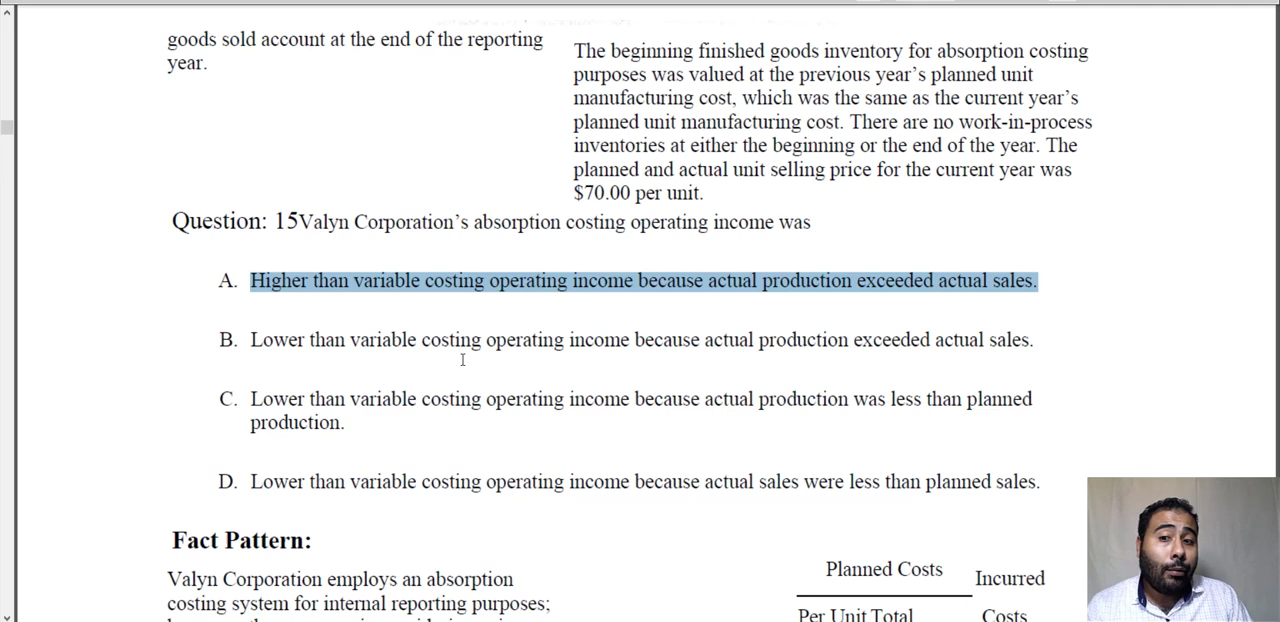 goods sold account at the end of the reporting
year.
The beginning finished goods inventory for absorption costing
purposes was valued at the previous year's planned unit
manufacturing cost, which was the same as the current year's
planned unit manufacturing cost. There are no work-in-process
inventories at either the beginning or the end of the year. The
planned and actual unit selling price for the current year was
$70.00 per unit.
Question: 15Valyn Corporation's absorption costing operating income was
A. Higher than variable costing operating income because actual production exceeded actual sales.
B. Lower than variable costing operating income because actual production exceeded actual sales.
C. Lower than variable costing operating income because actual production was less than planned
production.
D. Lower than variable costing operating income because actual sales were less than planned sales.
Fact Pattern:
Valyn Corporation employs an absorption
costing system for internal reporting purposes;
Planned Costs
Incurred
Per Unit Total
Costs